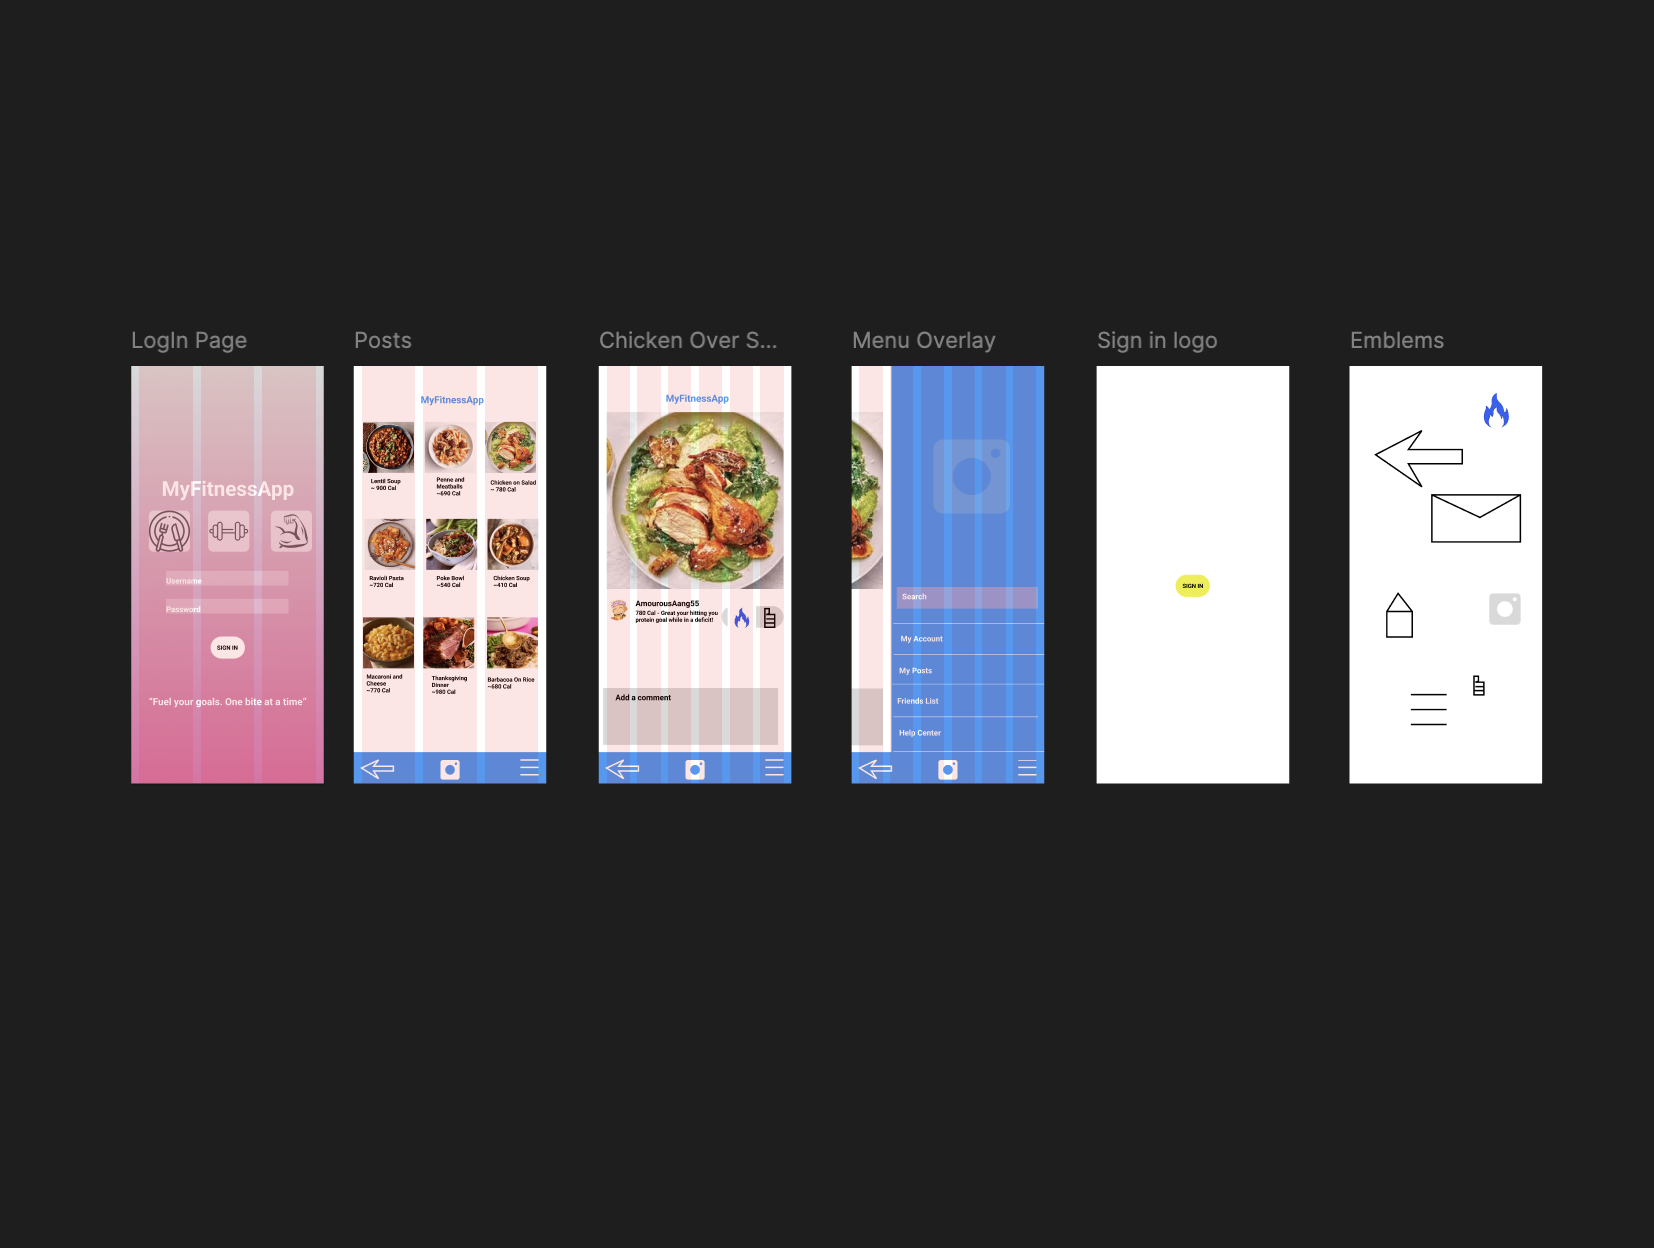 LogIn Page
Posts
Chicken Over S...
Menu Overlay
Sign in logo
Emblems
MyFitnessApp
Username
Password
SIGN IN
"Fuel your goals. One bite at a time"
MyFitnessApp
Lentil Soup
~ 900 Cal
Penne and
Meatballs
~690 Cal
Chicken on Salad
~ 780 Cal
Ravioli Pasta
~720 Cal
Poke Bowl
~540 Cal
Chicken Soup
~410 Cal
Macaroni and
Cheese
~770 Cal
Thanksgiving
Dinner
~980 Cal
Barbacoa On Rice
~680 Cal
MyFitnessApp
AmourousAang55
780 Cal - Great your hitting you
protein goal while in a deficit!
Add a comment
Search
My Account
My Posts
Friends List
Help Center
SIGN IN